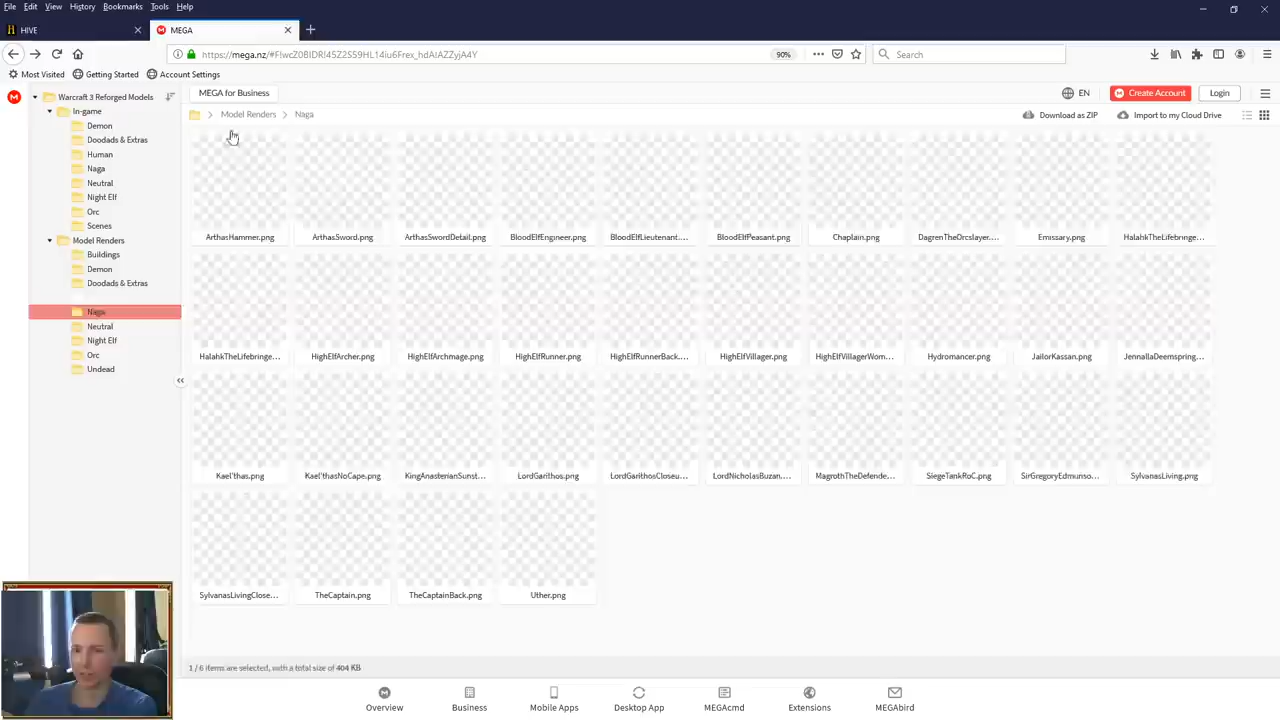 File Edit View History Bookmarks Tools Help
HIVE
MEGA
90%
Search
Most Visited Getting Started Account Settings
Warcraft 3 Reforged Models
In-game
Demon
Doodads & Extras
Human
Naga
Neutral
Night Elf
Orc
Scenes
Model Renders
Buildings
Demon
Doodads & Extras
Naga
Neutral
Night Elf
Orc
Undead
MEGA for Business
EN
Create Account
Login
Model Renders
Naga
Download as ZIP
Import to my Cloud Drive
ArthasHammer.png ArthasSword.png ArthasSwordDetail.png BloodElfEngineer.png BloodElfLieutenant.... BloodElfPeasant.png Chaplain.png DagrenTheOrcslayer.... Emissary.png HalahkTheLifebringe...
HalahkTheLifebringe... HighElfArcher.png HighElfArchmage.png HighElfRunner.png HighElfRunnerBack.... HighElfVillager.png HighElfVillagerWom... Hydromancer.png JailorKassan.png JennallaDeemspring...
Kael'thas.png Kael'thasNoCape.png KingAnasterianSunst... LordGarithos.png LordGarithosCloseu... LordNicholasBuzan.... MagrothTheDefende... SiegeTankRoC.png SirGregoryEdmunso... SylvanasLiving.png
SylvanasLivingClose... TheCaptain.png TheCaptainBack.png Uther.png
1 / 6 items are selected, with a total size of 404 KB
Overview Business Mobile Apps Desktop App MEGAcmd Extensions MEGAbird